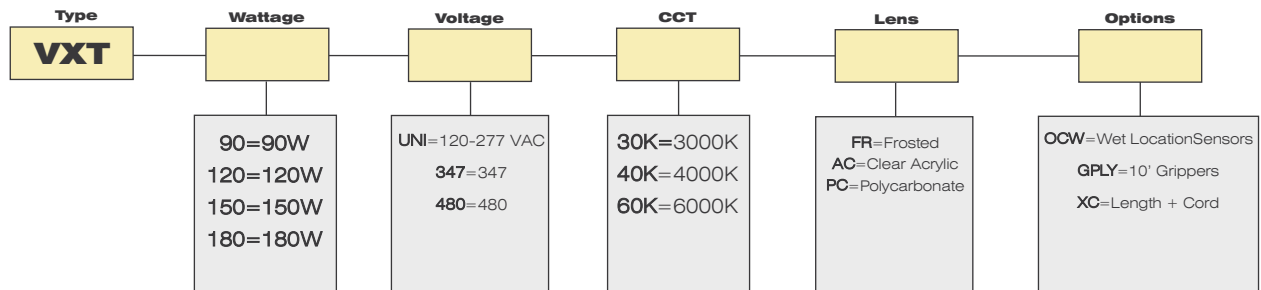 Type
Wattage
Voltage
CCT
Lens
Options
VXT
90=90W
120=120W
150=150W
180=180W
UNI=120-277 VAC
347=347
480=480
30K=3000K
40K=4000K
60K=6000K
FR=Frosted
AC=Clear Acrylic
PC=Polycarbonate
OCW=Wet LocationSensors
GPLY=10' Grippers
XC=Length + Cord